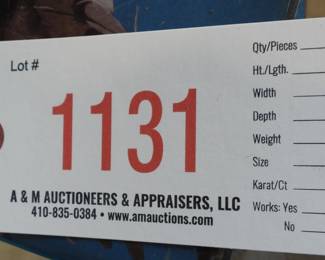 Lot #
1131
A & M AUCTIONEERS & APPRAISERS, LLC
410-835-0384 • www.amauctions.com
Qty/Pieces
Ht./Lgth.
Width
Depth
Weight
Size
Karat/Ct
Works: Yes
No